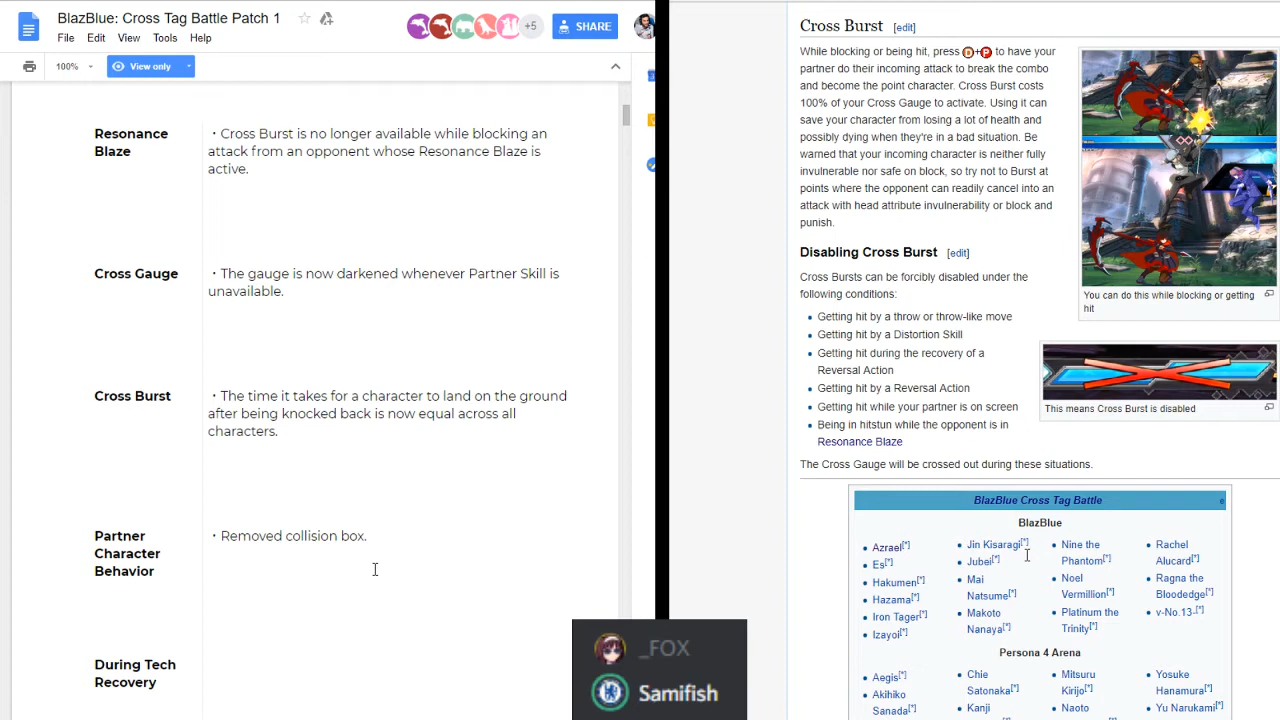 BlazBlue: Cross Tag Battle Patch 1
File Edit View Tools Help
+5
SHARE
100%
View only
Resonance
Blaze
・Cross Burst is no longer available while blocking an
attack from an opponent whose Resonance Blaze is
active.
Cross Gauge
・The gauge is now darkened whenever Partner Skill is
unavailable.
Cross Burst
・The time it takes for a character to land on the ground
after being knocked back is now equal across all
characters.
Partner
Character
Behavior
・Removed collision box.
During Tech
Recovery
_FOX
Samifish
Cross Burst [edit]
While blocking or being hit, press D+P to have your
partner do their incoming attack to break the combo
and become the point character. Cross Burst costs
100% of your Cross Gauge to activate. Using it can
save your character from losing a lot of health and
possibly dying when they're in a bad situation. Be
warned that your incoming character is neither fully
invulnerable nor safe on block, so try not to Burst at
points where the opponent can readily cancel into an
attack with head attribute invulnerability or block and
punish.
You can do this while blocking or getting
hit
Disabling Cross Burst [edit]
Cross Bursts can be forcibly disabled under the
following conditions:
• Getting hit by a throw or throw-like move
• Getting hit by a Distortion Skill
• Getting hit during the recovery of a
Reversal Action
• Getting hit by a Reversal Action
• Getting hit while your partner is on screen
• Being in hitstun while the opponent is in
Resonance Blaze
This means Cross Burst is disabled
The Cross Gauge will be crossed out during these situations.
BlazBlue Cross Tag Battle
e
BlazBlue
• Azrael[*]
• Es[*]
• Hakumen[*]
• Hazama[*]
• Iron Tager[*]
• Izayoi[*]
• Jin Kisaragi[*]
• Jubei[*]
• Mai
Natsume[*]
• Makoto
Nanaya[*]
• Nine the
Phantom[*]
• Noel
Vermillion[*]
• Platinum the
Trinity[*]
• Rachel
Alucard[*]
• Ragna the
Bloodedge[*]
• ν-No.13-[*]
Persona 4 Arena
• Aegis[*]
• Akihiko
Sanada[*]
• Chie
Satonaka[*]
• Kanji
• Mitsuru
Kirijo[*]
• Naoto
• Yosuke
Hanamura[*]
• Yu Narukami[*]